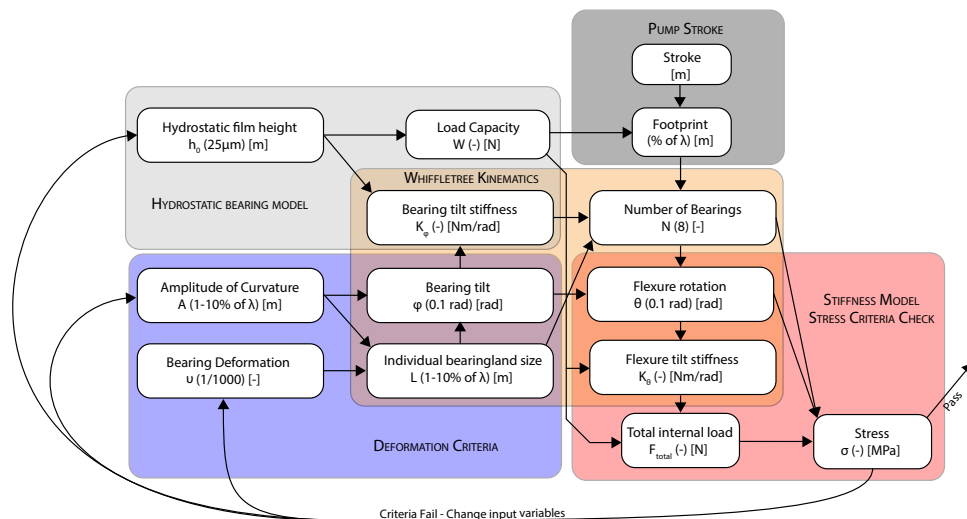 PUMP STROKE
Stroke
[m]
Hydrostatic film height
h₀ (25μm) [m]
Load Capacity
W (-) [N]
Footprint
(% of λ) [m]
WHIFFLETREE KINEMATICS
HYDROSTATIC BEARING MODEL
Bearing tilt stiffness
Kφ (-) [Nm/rad]
Number of Bearings
N (8) [-]
Amplitude of Curvature
A (1-10% of λ) [m]
Bearing tilt
φ (0.1 rad) [rad]
Flexure rotation
θ (0.1 rad) [rad]
STIFFNESS MODEL
STRESS CRITERIA CHECK
Bearing Deformation
υ (1/1000) [-]
Individual bearingland size
L (1-10% of λ) [m]
Flexure tilt stiffness
Kθ (-) [Nm/rad]
Pass
DEFORMATION CRITERIA
Total internal load
Ftotal (-) [N]
Stress
σ (-) [MPa]
Criteria Fail - Change input variables